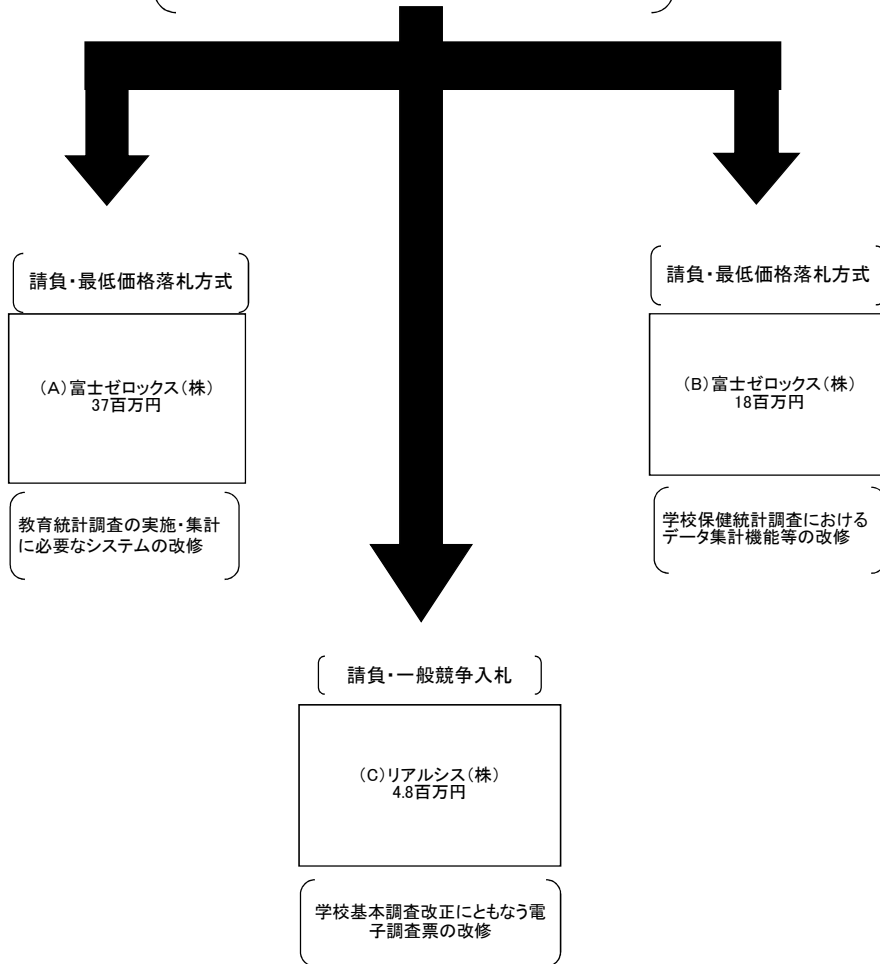 請負・最低価格落札方式
(A)富士ゼロックス(株)
37百万円
教育統計調査の実施・集計
に必要なシステムの改修
請負・最低価格落札方式
(B)富士ゼロックス(株)
18百万円
学校保健統計調査における
データ集計機能等の改修
請負・一般競争入札
(C)リアルシス(株)
4.8百万円
学校基本調査改正にともなう電
子調査票の改修